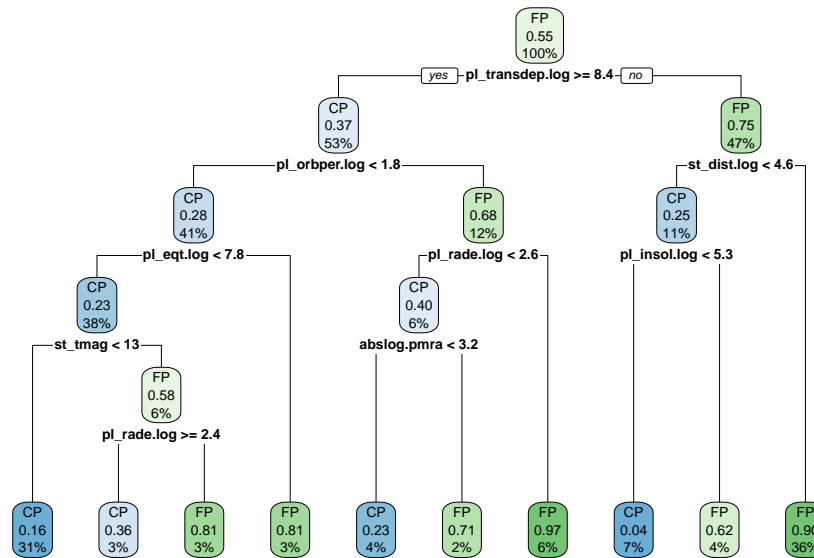 FP
0.55
100%
yes pl_transdep.log >= 8.4 no
CP
0.37
53%
FP
0.75
47%
pl_orbper.log < 1.8
st_dist.log < 4.6
CP
0.28
41%
FP
0.68
12%
CP
0.25
11%
pl_eqt.log < 7.8
pl_rade.log < 2.6
pl_insol.log < 5.3
CP
0.23
38%
CP
0.40
6%
st_tmag < 13
abslog.pmra < 3.2
FP
0.58
6%
pl_rade.log >= 2.4
CP
0.16
31%
CP
0.36
3%
FP
0.81
3%
FP
0.81
3%
CP
0.23
4%
FP
0.71
2%
FP
0.97
6%
CP
0.04
7%
FP
0.62
4%
FP
0.90
36%